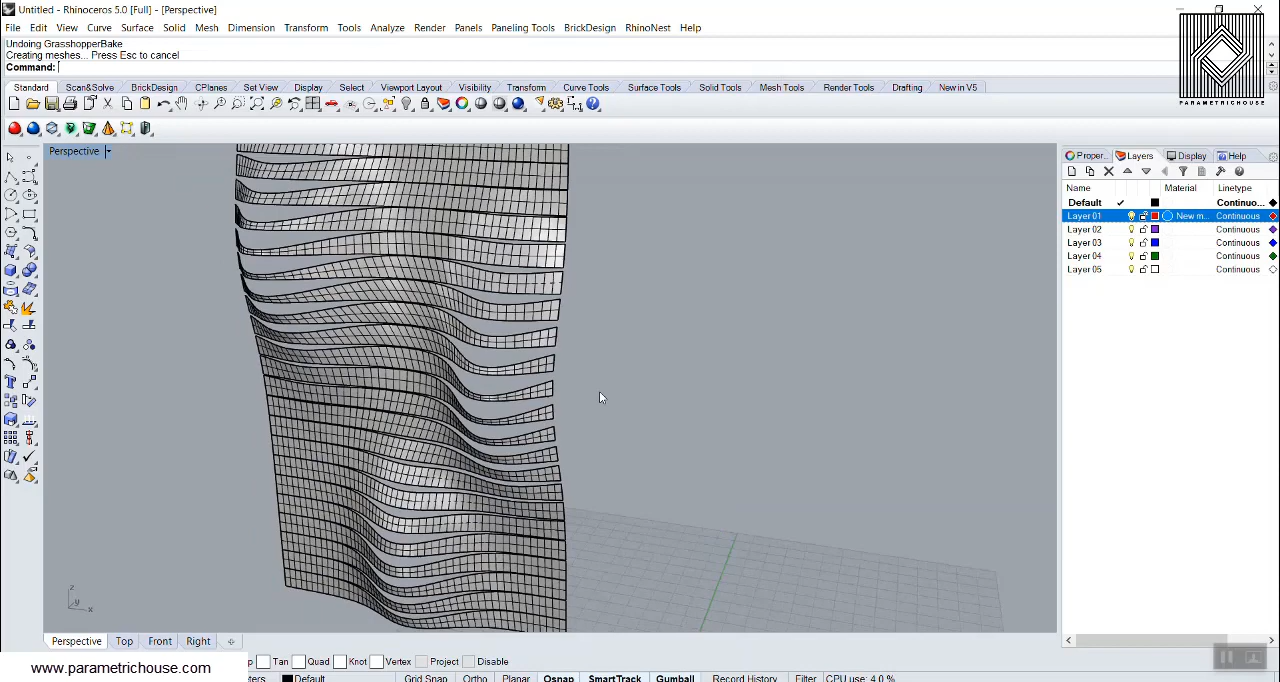 Untitled - Rhinoceros 5.0 [Full] - [Perspective]
File Edit View Curve Surface Solid Mesh Dimension Transform Tools Analyze Render Panels Paneling Tools BrickDesign RhinoNest Help
Undoing GrasshopperBake
Creating meshes... Press Esc to cancel
Command:
Standard Scan&Solve BrickDesign CPlanes Set View Display Select Viewport Layout Visibility Transform Curve Tools Surface Tools Solid Tools Mesh Tools Render Tools Drafting New in V5
PARAMETRICHOUSE
Perspective
Proper... Layers Display Help
Name Material Linetype
Default Continuo...
Layer 01 New m... Continuous
Layer 02 Continuous
Layer 03 Continuous
Layer 04 Continuous
Layer 05 Continuous
z
y
x
Perspective Top Front Right
www.parametrichouse.com
p Tan Quad Knot Vertex Project Disable
eters Default Grid Snap Ortho Planar Osnap SmartTrack Gumball Record History Filter CPU use: 4.0 %